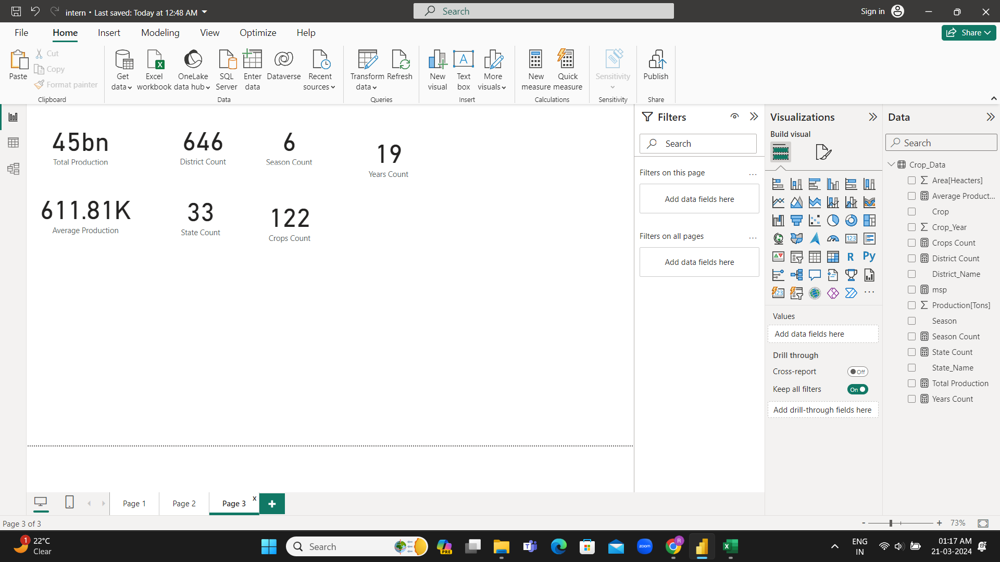 intern • Last saved: Today at 12:48 AM
Search
Sign in
File
Home
Insert
Modeling
View
Optimize
Help
Share
Paste
Cut
Copy
Format painter
Clipboard
Get data
Excel workbook
OneLake data hub
SQL Server
Enter data
Dataverse
Recent sources
Data
Transform data
Refresh
Queries
New visual
Text box
More visuals
Insert
New measure
Quick measure
Calculations
Sensitivity
Sensitivity
Publish
Share
45bn
Total Production
646
District Count
6
Season Count
19
Years Count
611.81K
Average Production
33
State Count
122
Crops Count
Filters
Search
Filters on this page
...
Add data fields here
Filters on all pages
...
Add data fields here
Visualizations
Build visual
123
R
Py
123
...
Values
Add data fields here
Drill through
Cross-report
Off
Keep all filters
On
Add drill-through fields here
Data
Search
Crop_Data
Area[Heacters]
Average Product...
Crop
Crop_Year
Crops Count
District Count
District_Name
msp
Production[Tons]
Season
Season Count
State Count
State_Name
Total Production
Years Count
Page 1
Page 2
Page 3
x
+
Page 3 of 3
- + 73%
1
22°C
Clear
Search
PRE
zoom
R
ENG
IN
01:17 AM
21-03-2024